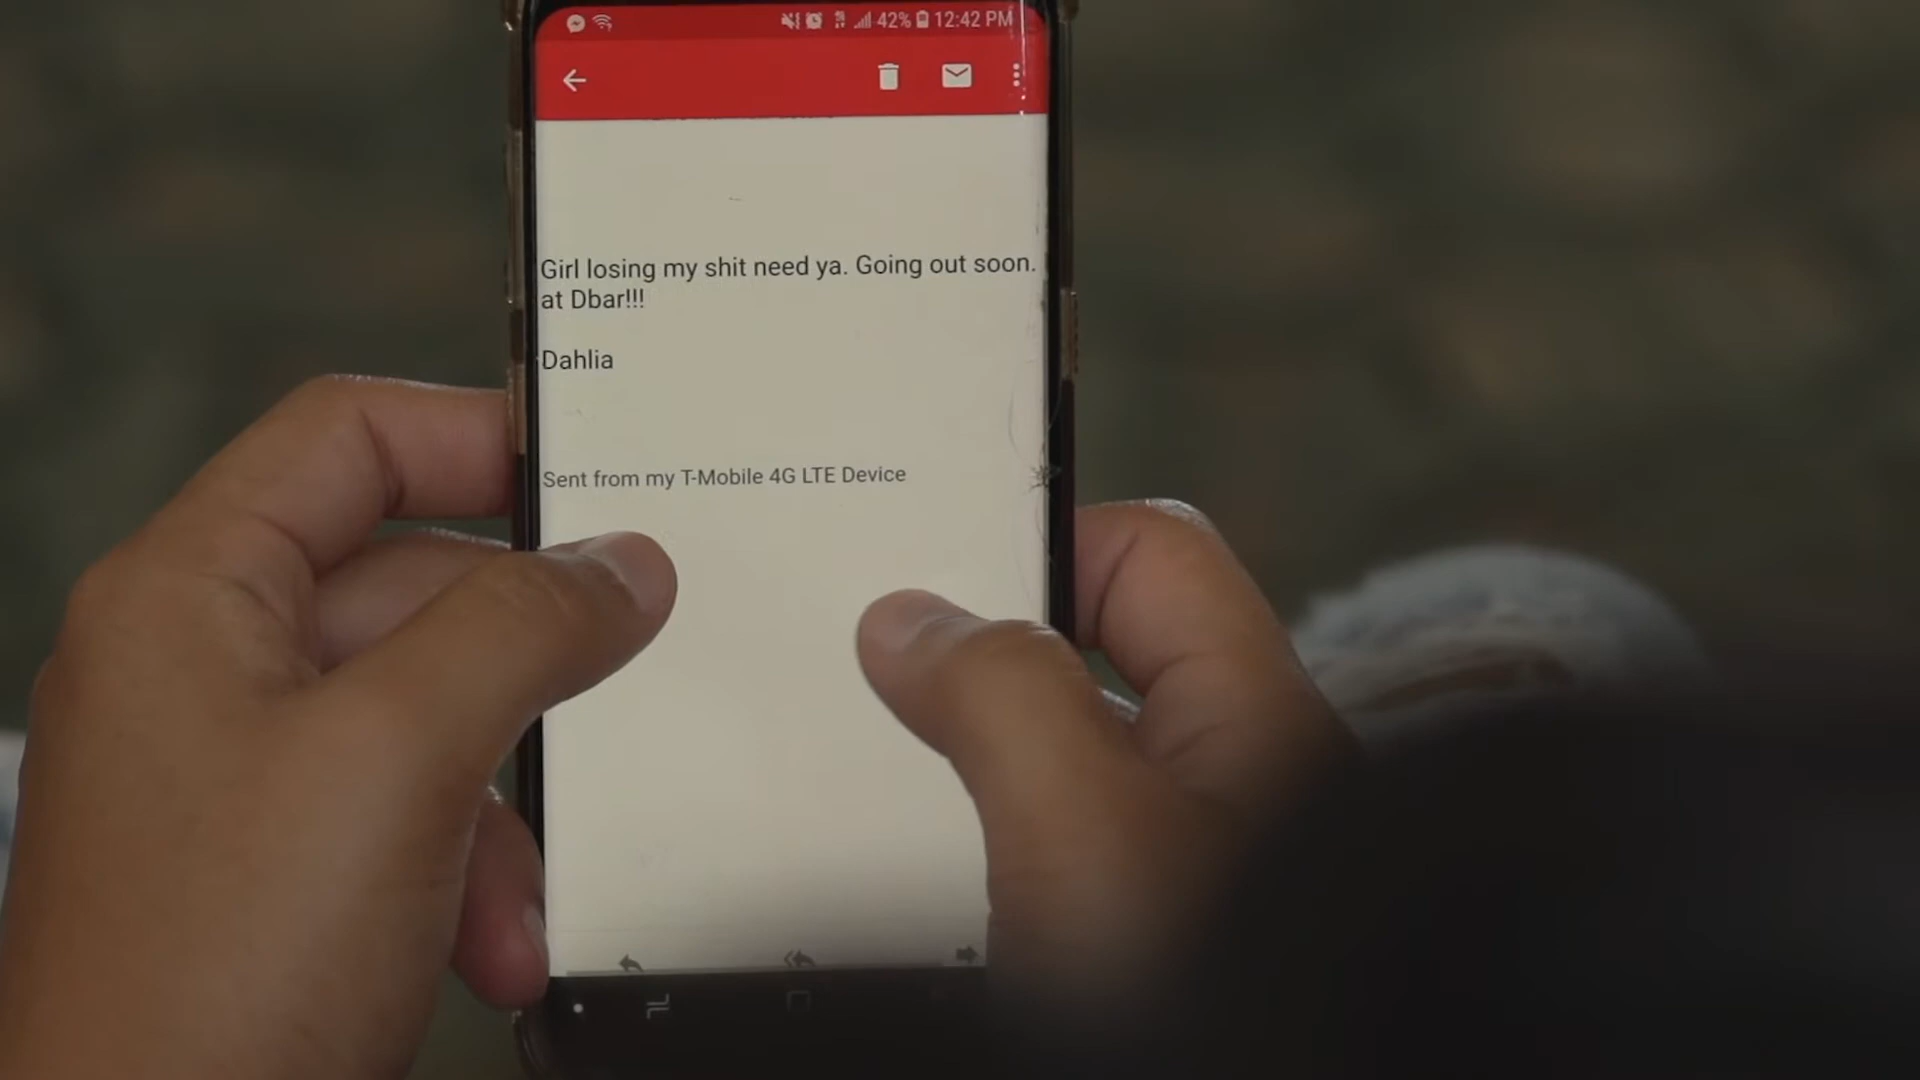 42% 12:42 PM
Girl losing my shit need ya. Going out soon.
at Dbar!!!
Dahlia
Sent from my T-Mobile 4G LTE Device